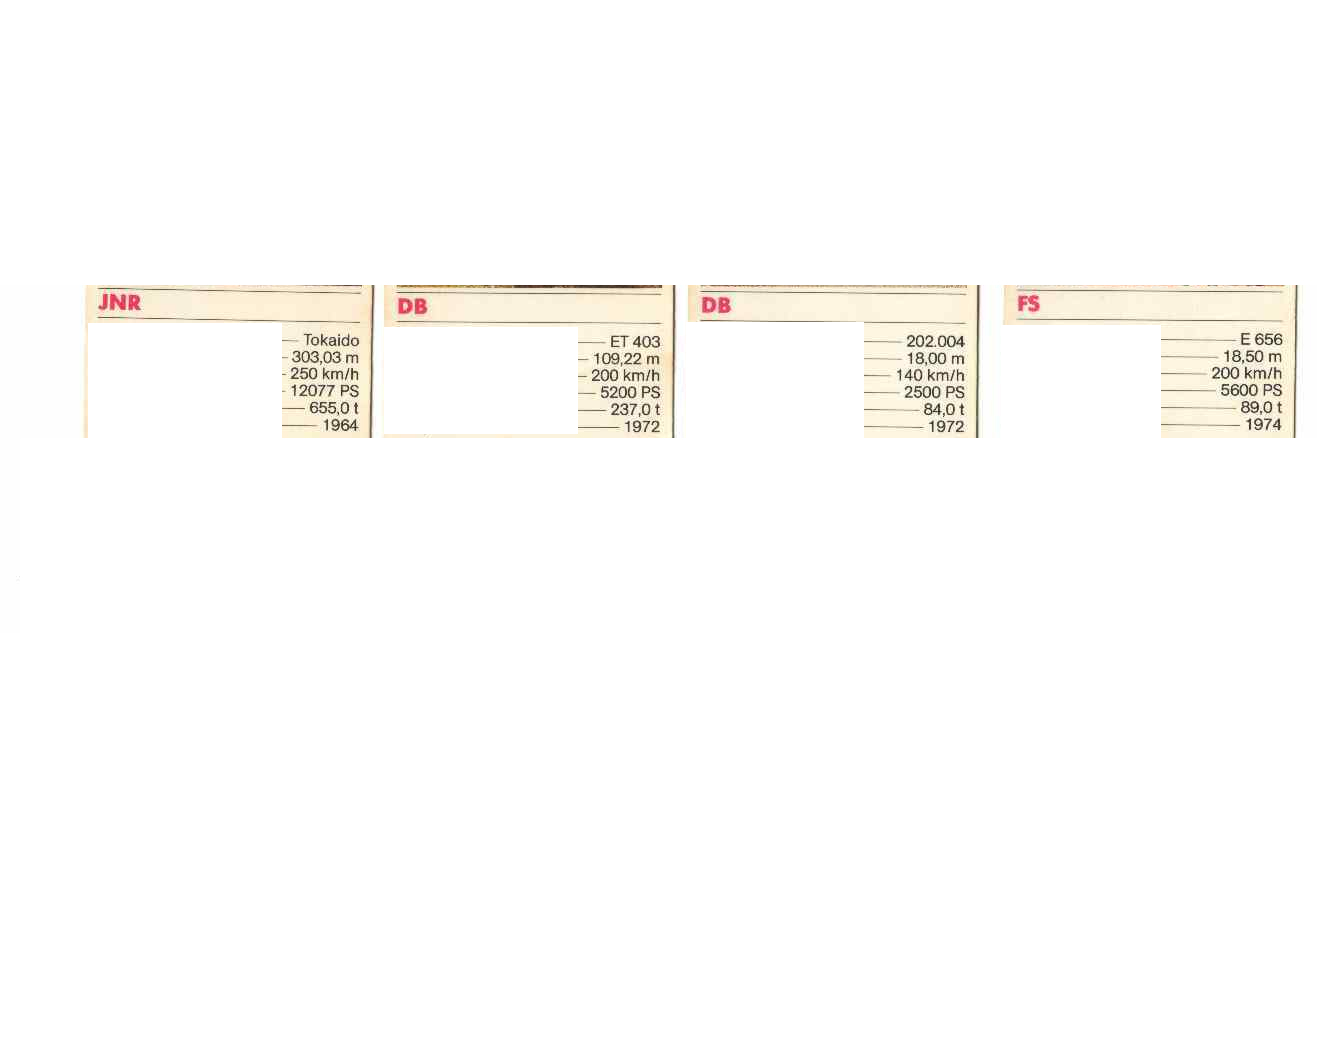 JNR
Tokaido
303,03 m
250 km/h
12077 PS
655,0 t
1964
DB
ET 403
109,22 m
200 km/h
5200 PS
237,0 t
1972
DB
202.004
18,00 m
140 km/h
2500 PS
84,0 t
1972
FS
E 656
18,50 m
200 km/h
5600 PS
89,0 t
1974